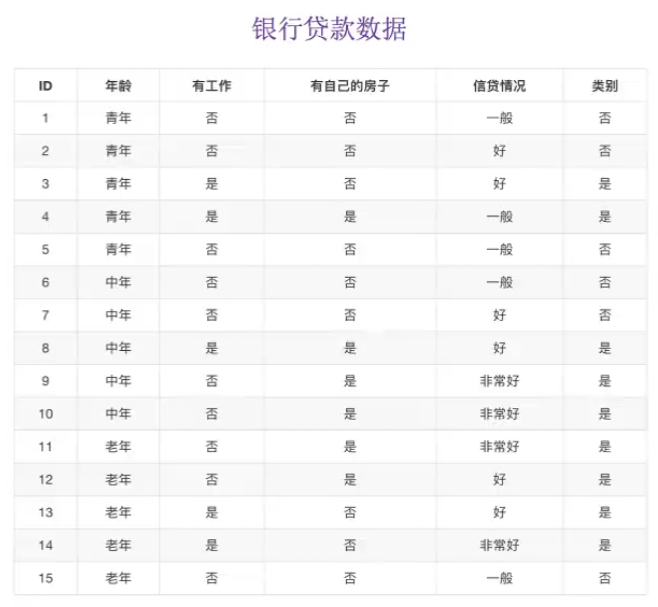 银行贷款数据
ID 年龄 有工作 有自己的房子 信贷情况 类别
1 青年 否 否 一般 否
2 青年 否 否 好 否
3 青年 是 否 好 是
4 青年 是 是 一般 是
5 青年 否 否 一般 否
6 中年 否 否 一般 否
7 中年 否 否 好 否
8 中年 是 是 好 是
9 中年 否 是 非常好 是
10 中年 否 是 非常好 是
11 老年 否 是 非常好 是
12 老年 否 是 好 是
13 老年 是 否 好 是
14 老年 是 否 非常好 是
15 老年 否 否 一般 否